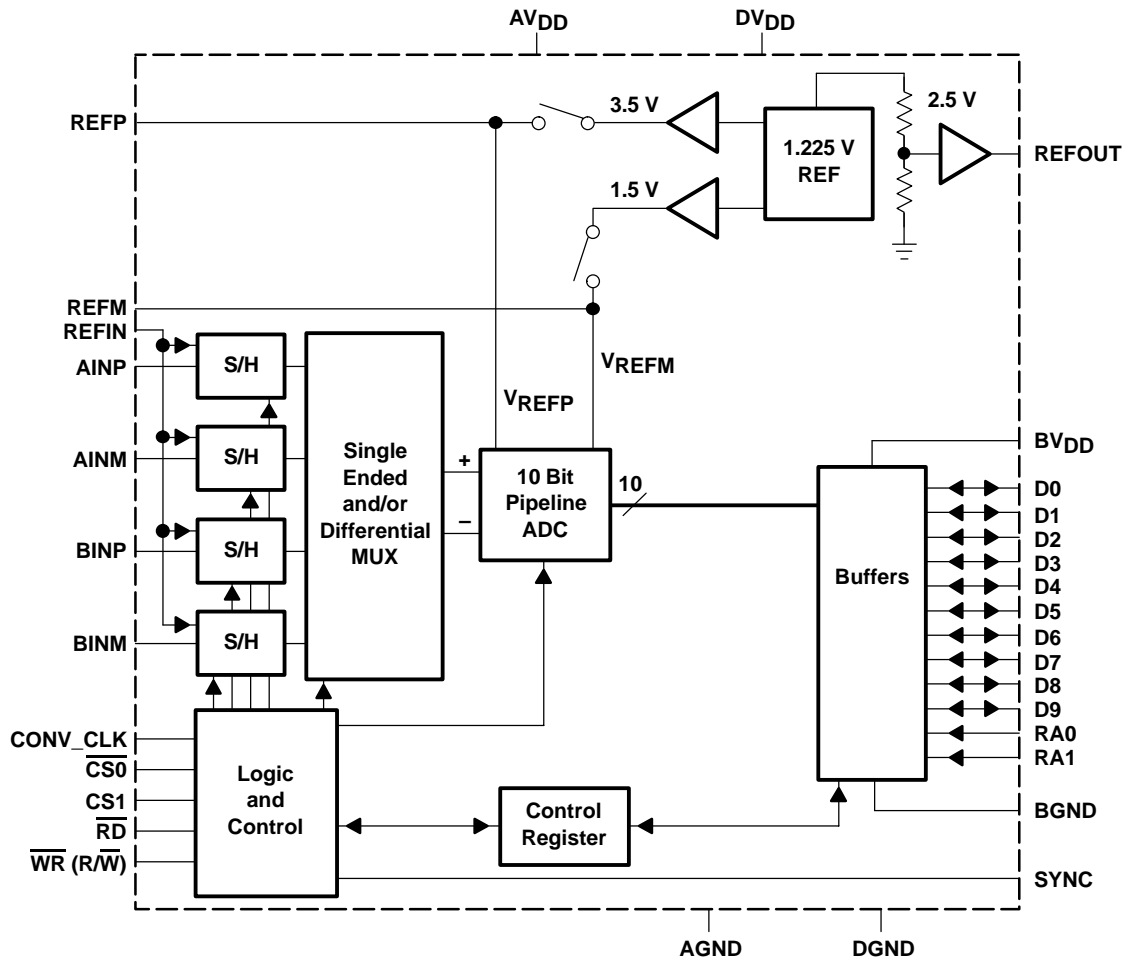 AVDD
DVDD
REFP
3.5 V
2.5 V
1.225 V
REF
REFOUT
1.5 V
REFM
REFIN
AINP
S/H
VREFM
VREFP
AINM
S/H
Single
Ended
and/or
Differential
MUX
+
–
10 Bit
Pipeline
ADC
10
BVDD
BINP
S/H
BINM
S/H
Buffers
D0
D1
D2
D3
D4
D5
D6
D7
D8
D9
RA0
RA1
CONV_CLK
C̅S̅0̅
CS1
R̅D̅
W̅R̅ (R/W̅)
Logic
and
Control
Control
Register
BGND
SYNC
AGND
DGND